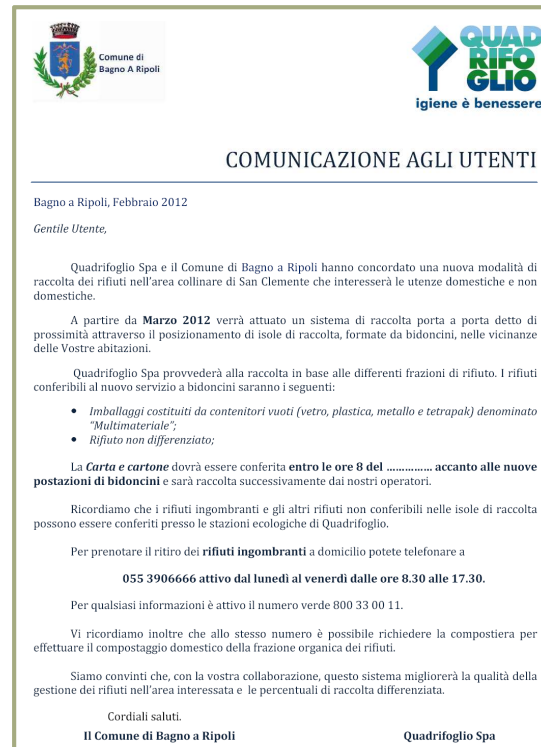 Comune di
Bagno A Ripoli
QUAD
RIFO
GLIO
igiene è benessere
COMUNICAZIONE AGLI UTENTI
Bagno a Ripoli, Febbraio 2012
Gentile Utente,
Quadrifoglio Spa e il Comune di Bagno a Ripoli hanno concordato una nuova modalità di
raccolta dei rifiuti nell'area collinare di San Clemente che interesserà le utenze domestiche e non
domestiche.
A partire da Marzo 2012 verrà attuato un sistema di raccolta porta a porta detto di
prossimità attraverso il posizionamento di isole di raccolta, formate da bidoncini, nelle vicinanze
delle Vostre abitazioni.
Quadrifoglio Spa provvederà alla raccolta in base alle differenti frazioni di rifiuto. I rifiuti
conferibili al nuovo servizio a bidoncini saranno i seguenti:
• Imballaggi costituiti da contenitori vuoti (vetro, plastica, metallo e tetrapak) denominato
"Multimateriale";
• Rifiuto non differenziato;
La Carta e cartone dovrà essere conferita entro le ore 8 del …………… accanto alle nuove
postazioni di bidoncini e sarà raccolta successivamente dai nostri operatori.
Ricordiamo che i rifiuti ingombranti e gli altri rifiuti non conferibili nelle isole di raccolta
possono essere conferiti presso le stazioni ecologiche di Quadrifoglio.
Per prenotare il ritiro dei rifiuti ingombranti a domicilio potete telefonare a
055 3906666 attivo dal lunedì al venerdì dalle ore 8.30 alle 17.30.
Per qualsiasi informazioni è attivo il numero verde 800 33 00 11.
Vi ricordiamo inoltre che allo stesso numero è possibile richiedere la compostiera per
effettuare il compostaggio domestico della frazione organica dei rifiuti.
Siamo convinti che, con la vostra collaborazione, questo sistema migliorerà la qualità della
gestione dei rifiuti nell'area interessata e le percentuali di raccolta differenziata.
Cordiali saluti.
Il Comune di Bagno a Ripoli Quadrifoglio Spa